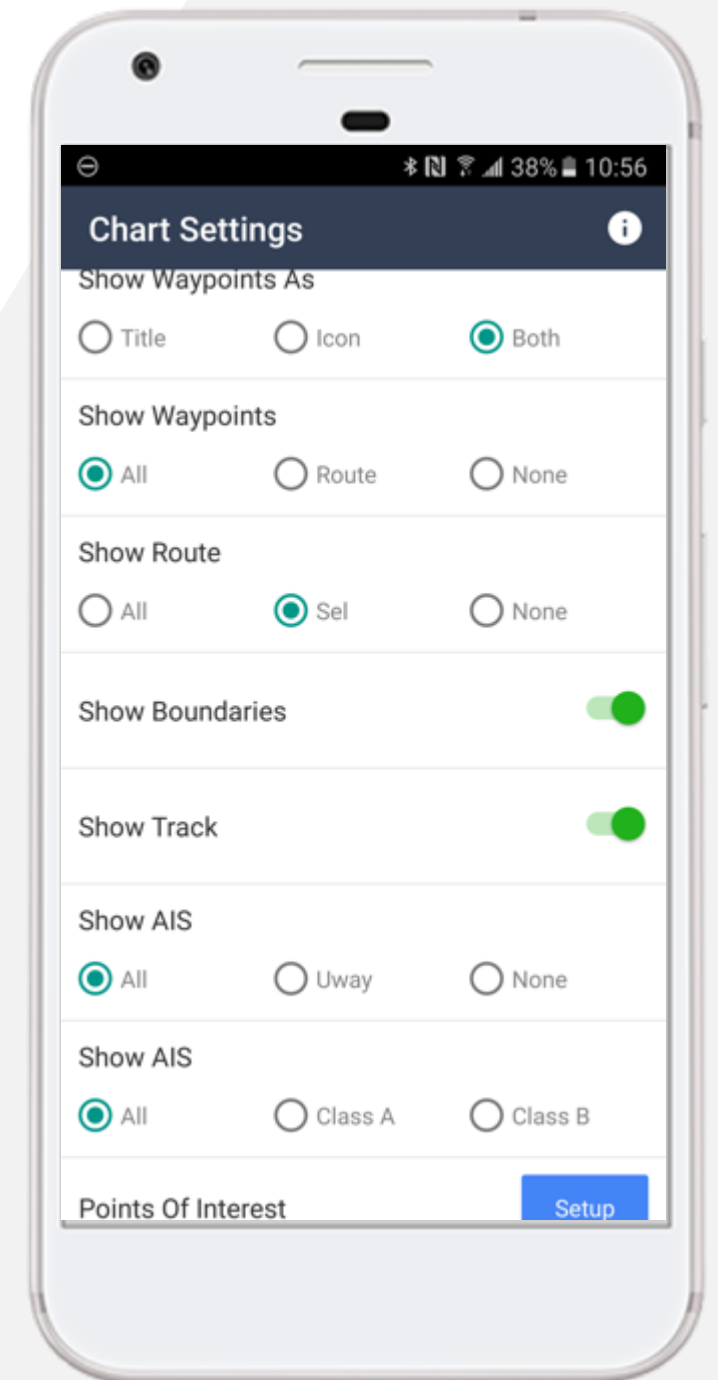 38% 10:56
Chart Settings i
Show Waypoints As
Title Icon Both
Show Waypoints
All Route None
Show Route
All Sel None
Show Boundaries
Show Track
Show AIS
All Uway None
Show AIS
All Class A Class B
Points Of Interest Setup